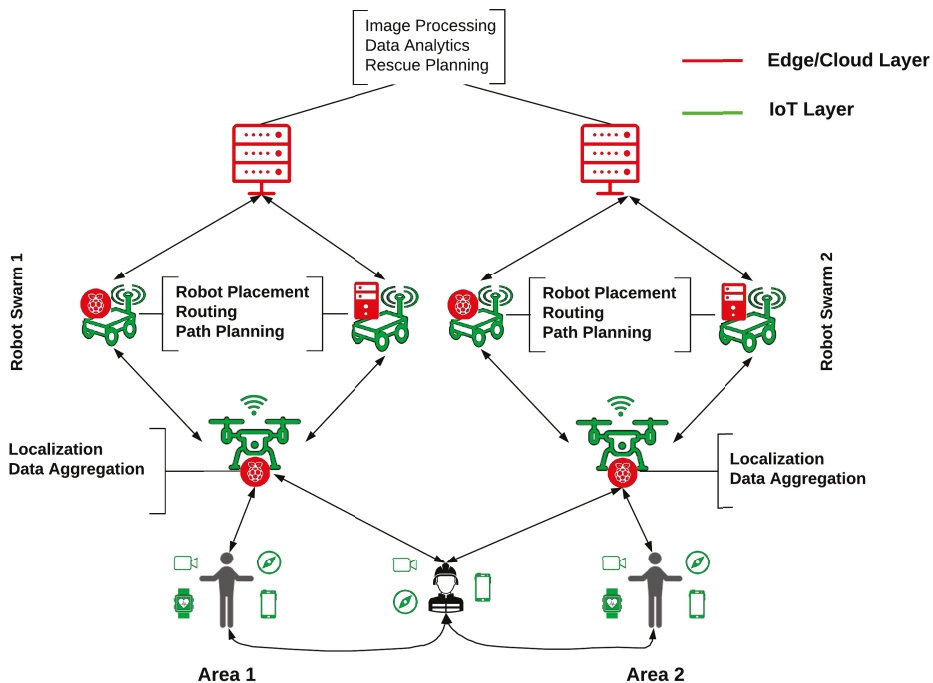 Image Processing
Data Analytics
Rescue Planning
Edge/Cloud Layer
IoT Layer
Robot Swarm 1
Robot Placement
Routing
Path Planning
Robot Placement
Routing
Path Planning
Robot Swarm 2
Localization
Data Aggregation
Localization
Data Aggregation
Area 1
Area 2